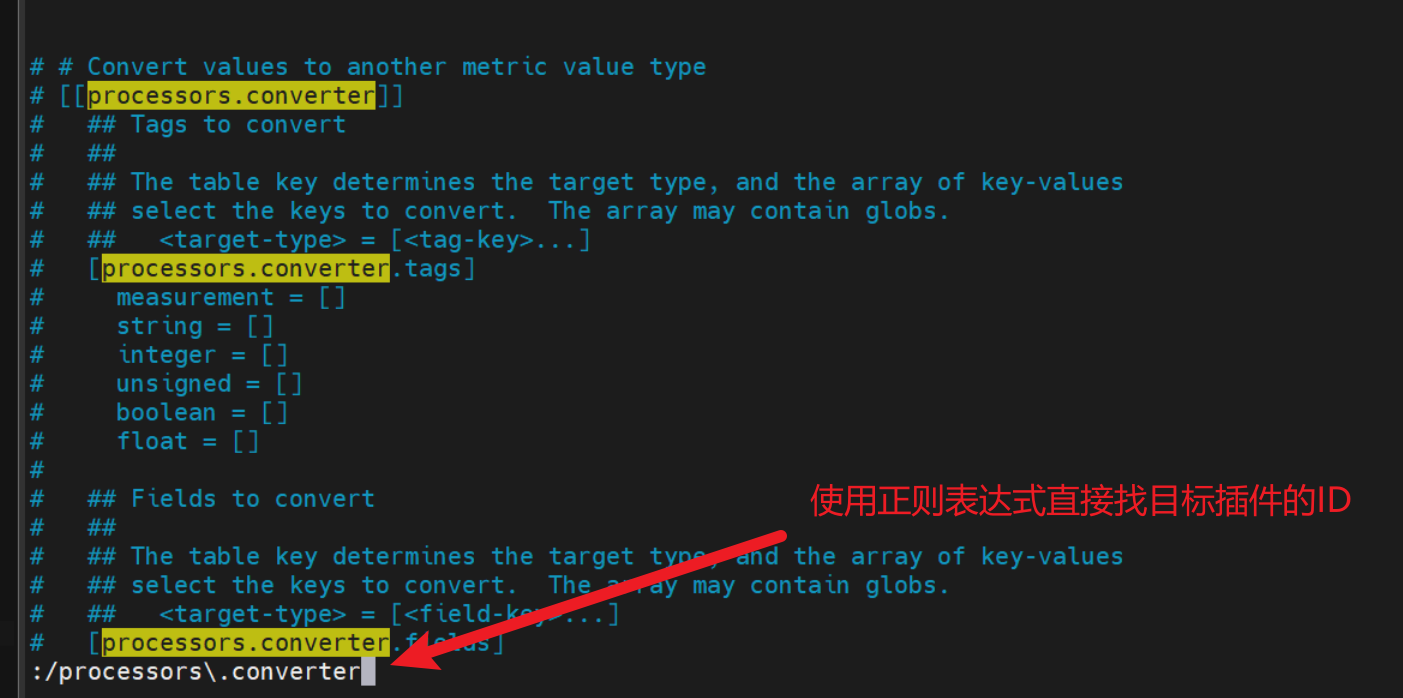 # # Convert values to another metric value type
# [[processors.converter]]
#   ## Tags to convert
#   ##
#   ## The table key determines the target type, and the array of key-values
#   ## select the keys to convert.  The array may contain globs.
#   ##   <target-type> = [<tag-key>...]
#   [processors.converter.tags]
#     measurement = []
#     string = []
#     integer = []
#     unsigned = []
#     boolean = []
#     float = []
#
#   ## Fields to convert
使用正则表达式直接找目标插件的ID
#   ##
#   ## The table key determines the target type, and the array of key-values
#   ## select the keys to convert.  The array may contain globs.
#   ##   <target-type> = [<field-key>...]
#   [processors.converter.fields]
:/processors\.converter